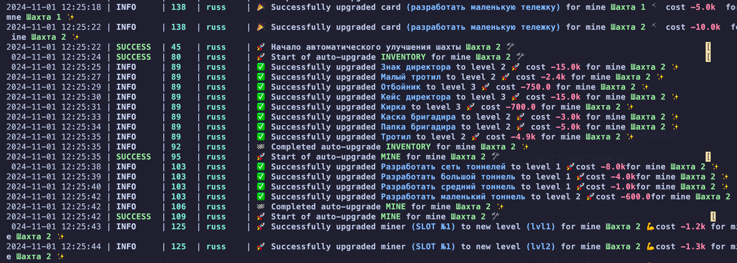 2024-11-01 12:25:18 | INFO | 138 | russ | 🎉 Successfully upgraded card (разработать маленькую тележку) for mine Шахта 1 ⛏ cost -5.0k for
mne Шахта 1 ✨
2024-11-01 12:25:22 | INFO | 138 | russ | 🎉 Successfully upgraded card (разработать маленькую тележку) for mine Шахта 2 ⛏ cost -10.0k fo
ine Шахта 2 ✨
2024-11-01 12:25:22 | SUCCESS | 45 | russ | 🚀 Начало автоматического улучшения шахты Шахта 2 🛠 [
024-11-01 12:25:24 | SUCCESS | 80 | russ | 🚀 Start of auto-upgrade INVENTORY for mine Шахта 2 🛠 [
2024-11-01 12:25:25 | INFO | 89 | russ | ✅ Successfully upgraded Знак директора to level 2 🚀 cost -15.0k for mine Шахта 2 ✨
2024-11-01 12:25:27 | INFO | 89 | russ | ✅ Successfully upgraded Малый тротил to level 2 🚀 cost -2.4k for mine Шахта 2 ✨
2024-11-01 12:25:29 | INFO | 89 | russ | ✅ Successfully upgraded Отбойник to level 3 🚀 cost -750.0 for mine Шахта 2 ✨
2024-11-01 12:25:30 | INFO | 89 | russ | ✅ Successfully upgraded Кейс директора to level 3 🚀 cost -15.0k for mine Шахта 2 ✨
2024-11-01 12:25:31 | INFO | 89 | russ | ✅ Successfully upgraded Кирка to level 3 🚀 cost -700.0 for mine Шахта 2 ✨
2024-11-01 12:25:33 | INFO | 89 | russ | ✅ Successfully upgraded Каска бригадира to level 2 🚀 cost -3.0k for mine Шахта 2 ✨
2024-11-01 12:25:34 | INFO | 89 | russ | ✅ Successfully upgraded Папка бригадира to level 2 🚀 cost -5.0k for mine Шахта 2 ✨
2024-11-01 12:25:35 | INFO | 89 | russ | ✅ Successfully upgraded Тротил to level 2 🚀 cost -4.9k for mine Шахта 2 ✨
2024-11-01 12:25:35 | INFO | 92 | russ | 🏁 Completed auto-upgrade INVENTORY for mine Шахта 2 ✨
2024-11-01 12:25:35 | SUCCESS | 95 | russ | 🚀 Start of auto-upgrade MINE for mine Шахта 2 🛠 [
024-11-01 12:25:38 | INFO | 103 | russ | ✅ Successfully upgraded Разработать сеть тоннелей to level 1 🚀cost -8.0kfor mine Шахта 2 ✨
2024-11-01 12:25:39 | INFO | 103 | russ | ✅ Successfully upgraded Разработать большой тоннель to level 1 🚀cost -4.0kfor mine Шахта 2 ✨
2024-11-01 12:25:40 | INFO | 103 | russ | ✅ Successfully upgraded Разработать средний тоннель to level 1 🚀cost -1.0kfor mine Шахта 2 ✨
2024-11-01 12:25:42 | INFO | 103 | russ | ✅ Successfully upgraded Разработать маленький тоннель to level 2 🚀cost -600.0for mine Шахта 2
2024-11-01 12:25:42 | INFO | 106 | russ | 🏁 Completed auto-upgrade MINE for mine Шахта 2 ✨
2024-11-01 12:25:42 | SUCCESS | 109 | russ | 🚀 Start of auto-upgrade MINE for mine Шахта 2 🛠 [
024-11-01 12:25:43 | INFO | 125 | russ | 🚀 Successfully upgraded miner (SLOT №1) to new level (lvl1) for mine Шахта 2 💪cost -1.2k for min
e Шахта 2 ✨
2024-11-01 12:25:44 | INFO | 125 | russ | 🚀 Successfully upgraded miner (SLOT №1) to new level (lvl2) for mine Шахта 2 💪cost -1.3k for min
e Шахта 2 ✨